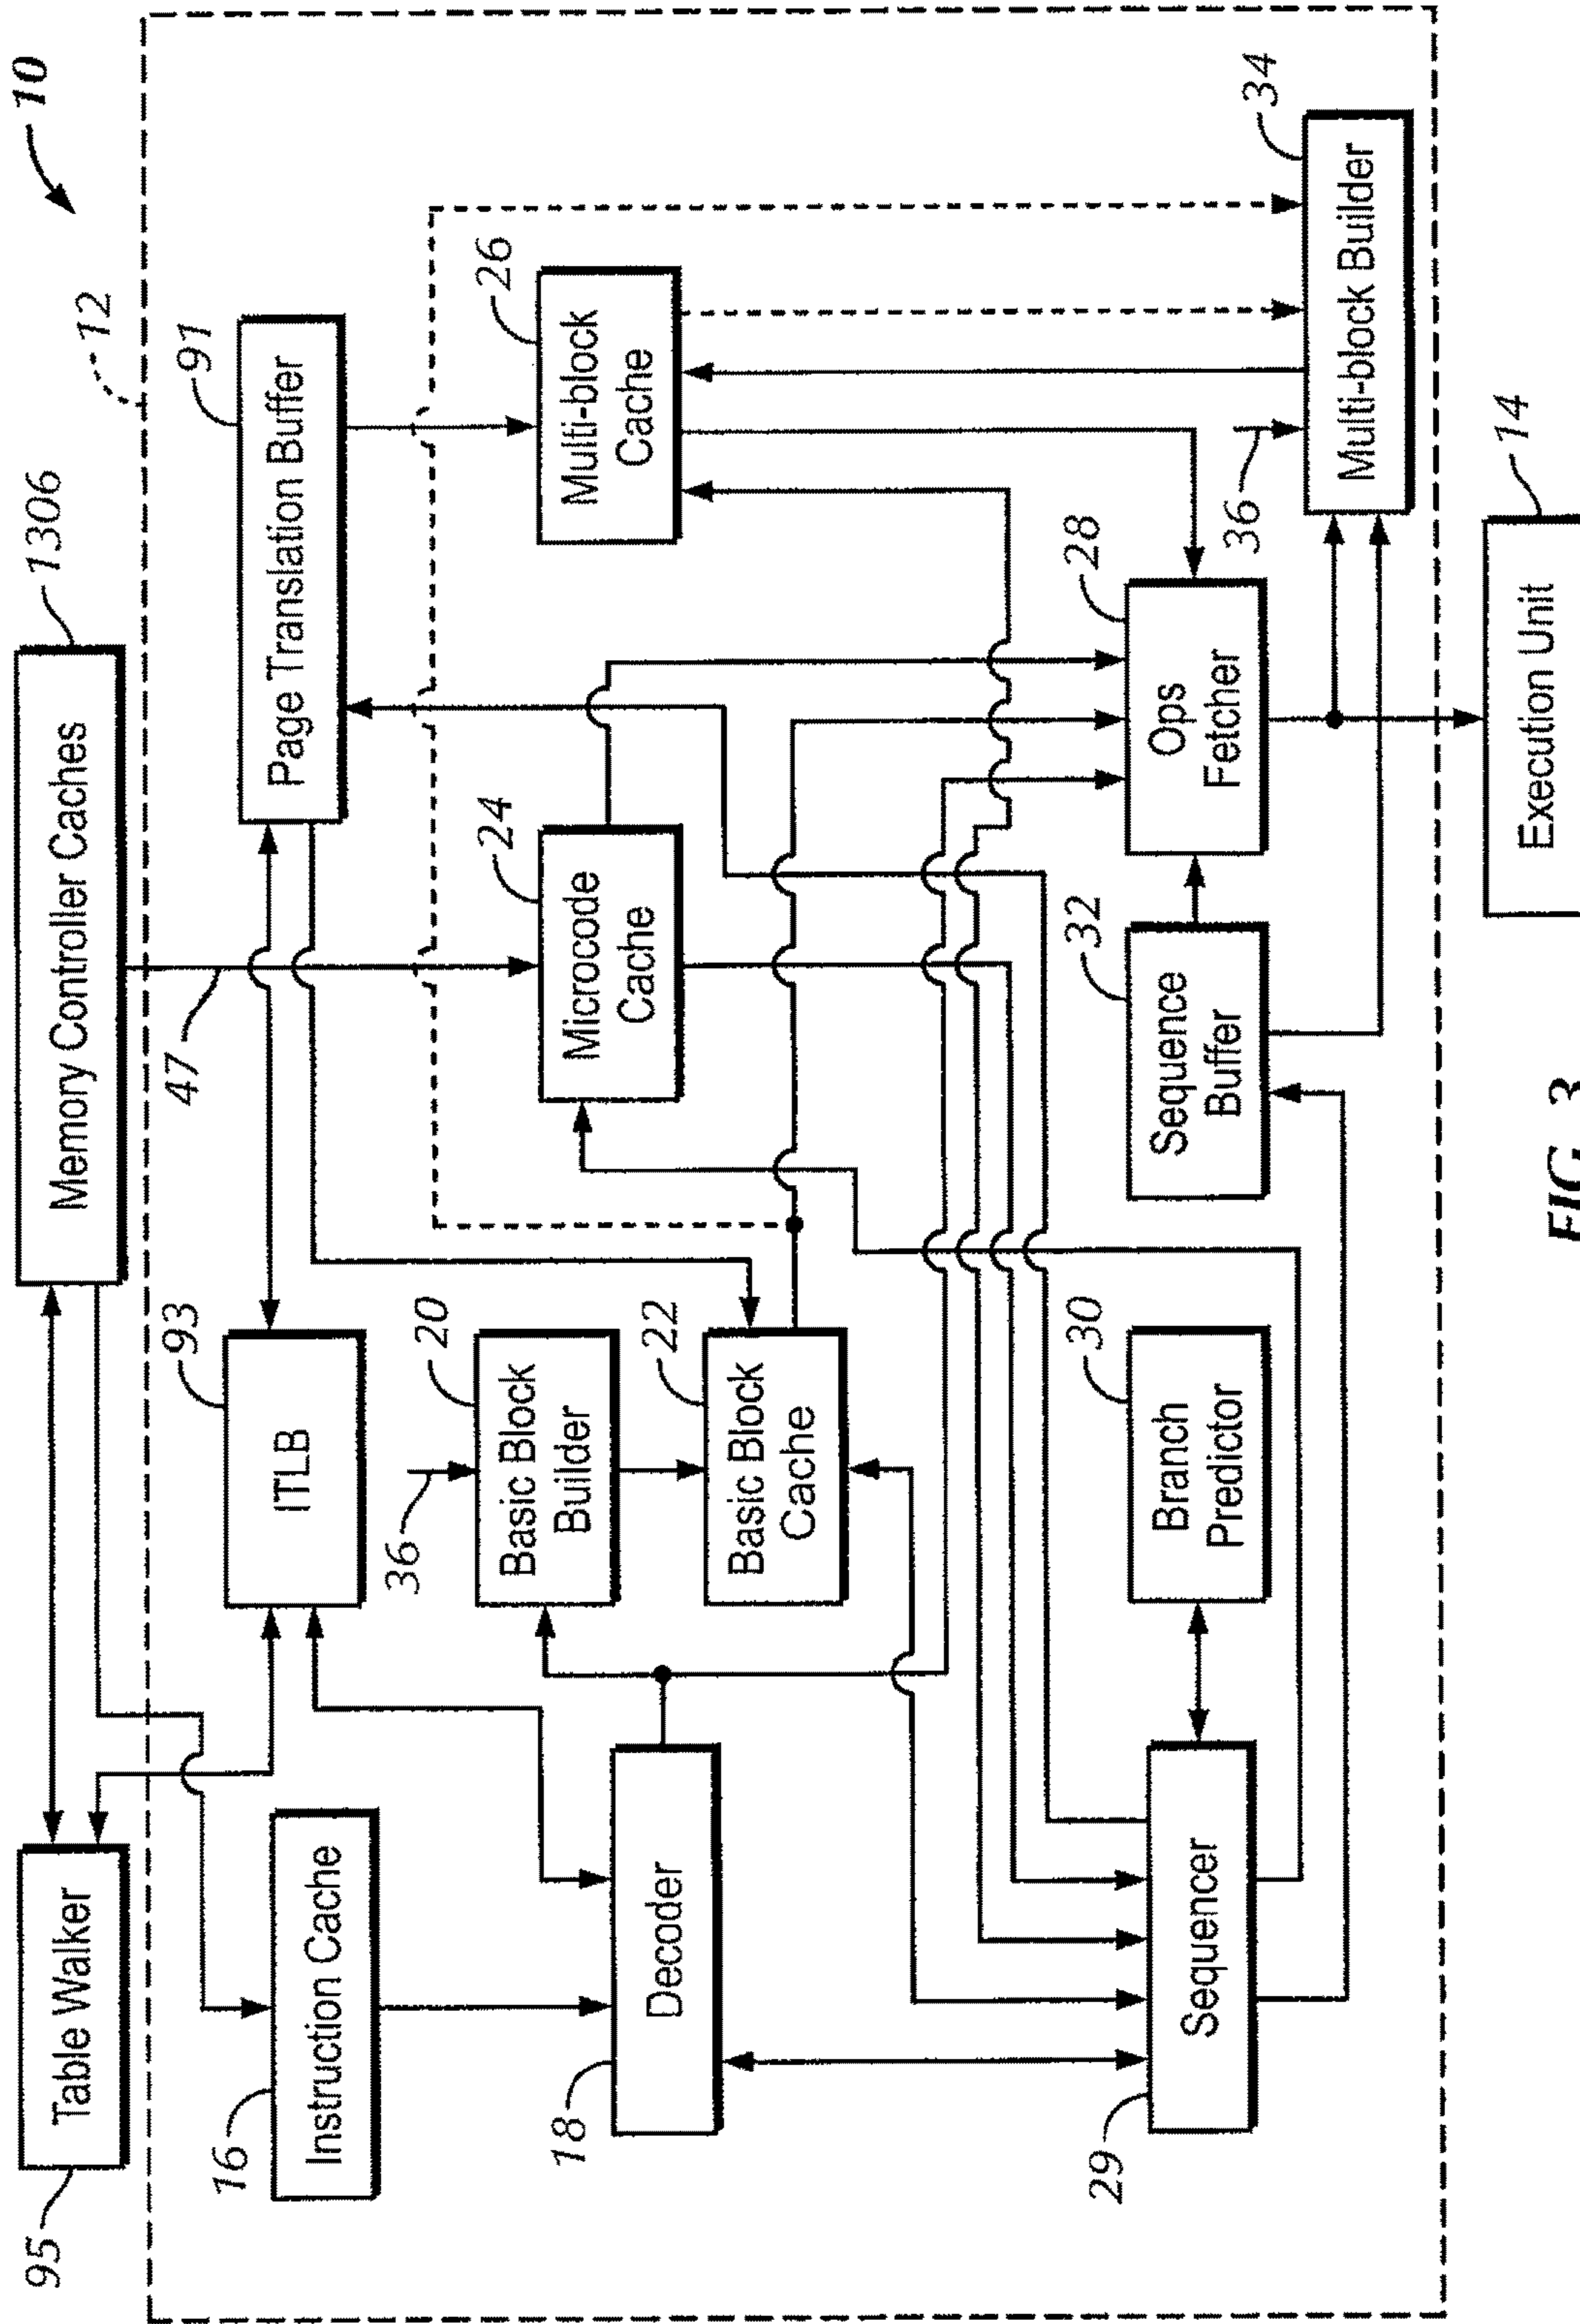 10
95
Table Walker
Memory Controller Caches
1306
12
47
16
Instruction Cache
93
ITLB
Page Translation Buffer
91
36
20
Basic Block
Builder
24
Microcode
Cache
26
Multi-block
Cache
18
Decoder
22
Basic Block
Cache
29
Sequencer
30
Branch
Predictor
32
Sequence
Buffer
28
Ops
Fetcher
36
34
Multi-block Builder
14
Execution Unit
FIG. 3